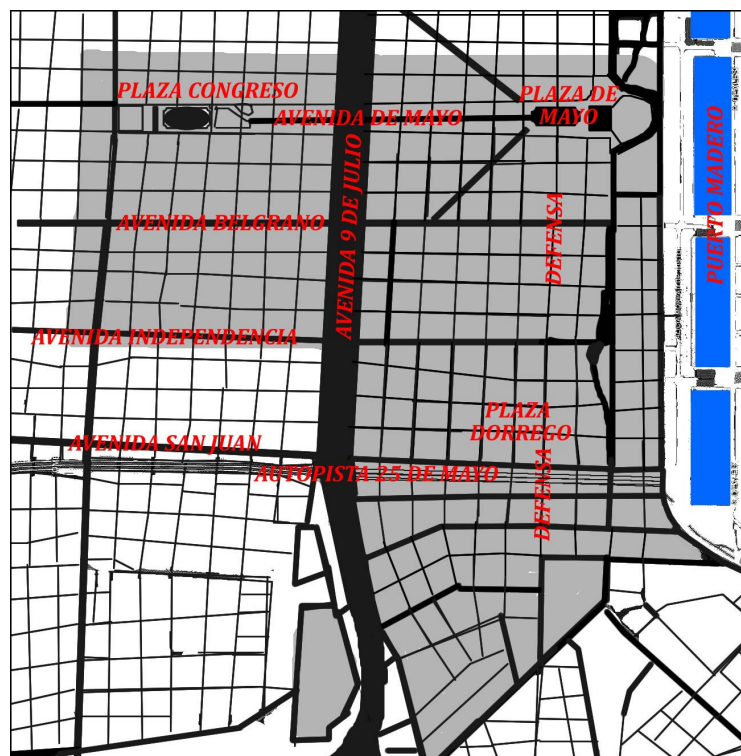 PLAZA CONGRESO
PLAZA DE
MAYO
AVENIDA DE MAYO
AVENIDA 9 DE JULIO
PUERTO MADERO
DEFENSA
AVENIDA BELGRANO
AVENIDA INDEPENDENCIA
PLAZA
DORREGO
AVENIDA SAN JUAN
AUTOPISTA 25 DE MAYO
DEFENSA